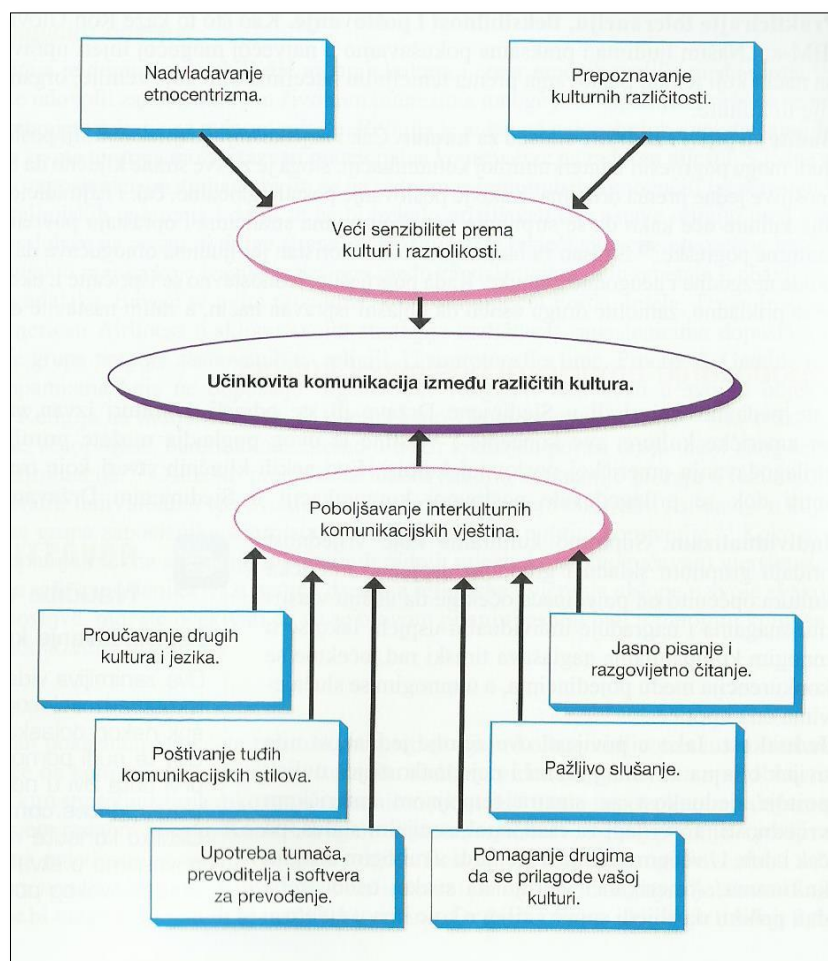 Nadvladavanje
etnocentrizma.
Prepoznavanje
kulturnih različitosti.
Veći senzibilitet prema
kulturi i raznolikosti.
Učinkovita komunikacija između različitih kultura.
Poboljšavanje interkulturnih
komunikacijskih vještina.
Proučavanje drugih
kultura i jezika.
Jasno pisanje i
razgovijetno čitanje.
Poštivanje tuđih
komunikacijskih stilova.
Pažljivo slušanje.
Upotreba tumača,
prevoditelja i softvera
za prevođenje.
Pomaganje drugima
da se prilagode vašoj
kulturi.